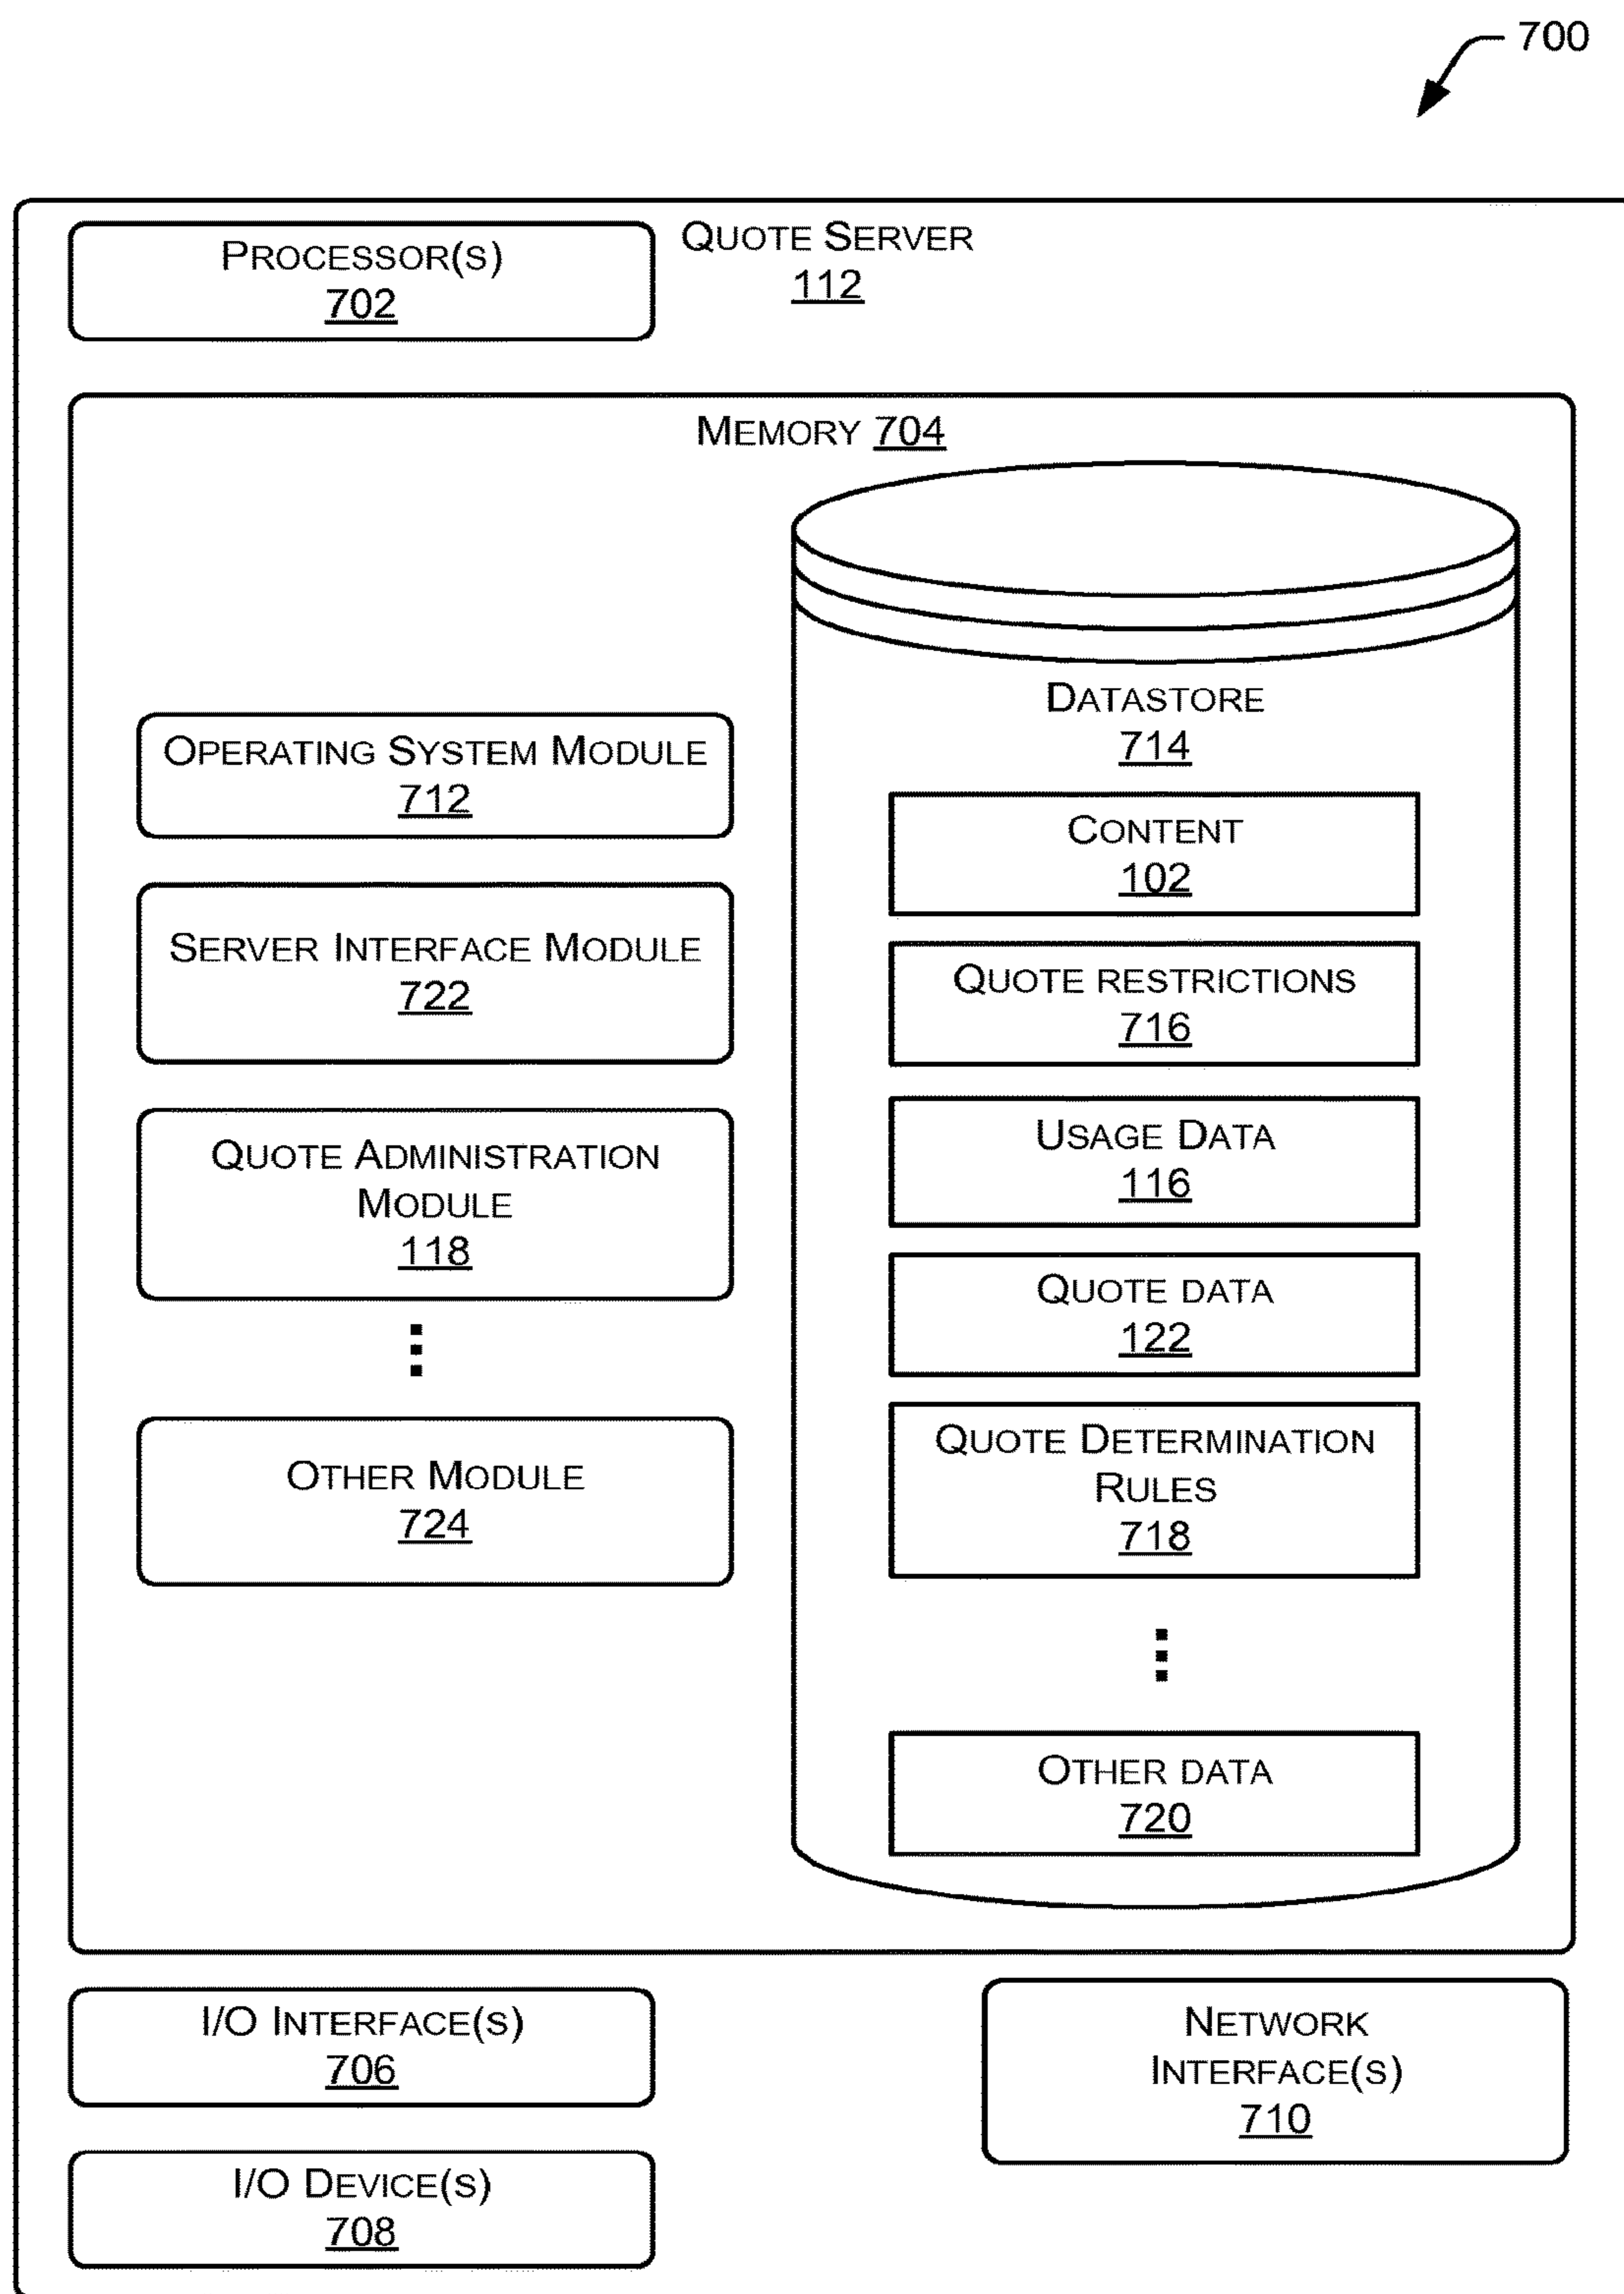 700
PROCESSOR(S)
702
QUOTE SERVER
112
MEMORY 704
OPERATING SYSTEM MODULE
712
SERVER INTERFACE MODULE
722
QUOTE ADMINISTRATION
MODULE
118
OTHER MODULE
724
DATASTORE
714
CONTENT
102
QUOTE RESTRICTIONS
716
USAGE DATA
116
QUOTE DATA
122
QUOTE DETERMINATION
RULES
718
OTHER DATA
720
I/O INTERFACE(S)
706
I/O DEVICE(S)
708
NETWORK
INTERFACE(S)
710